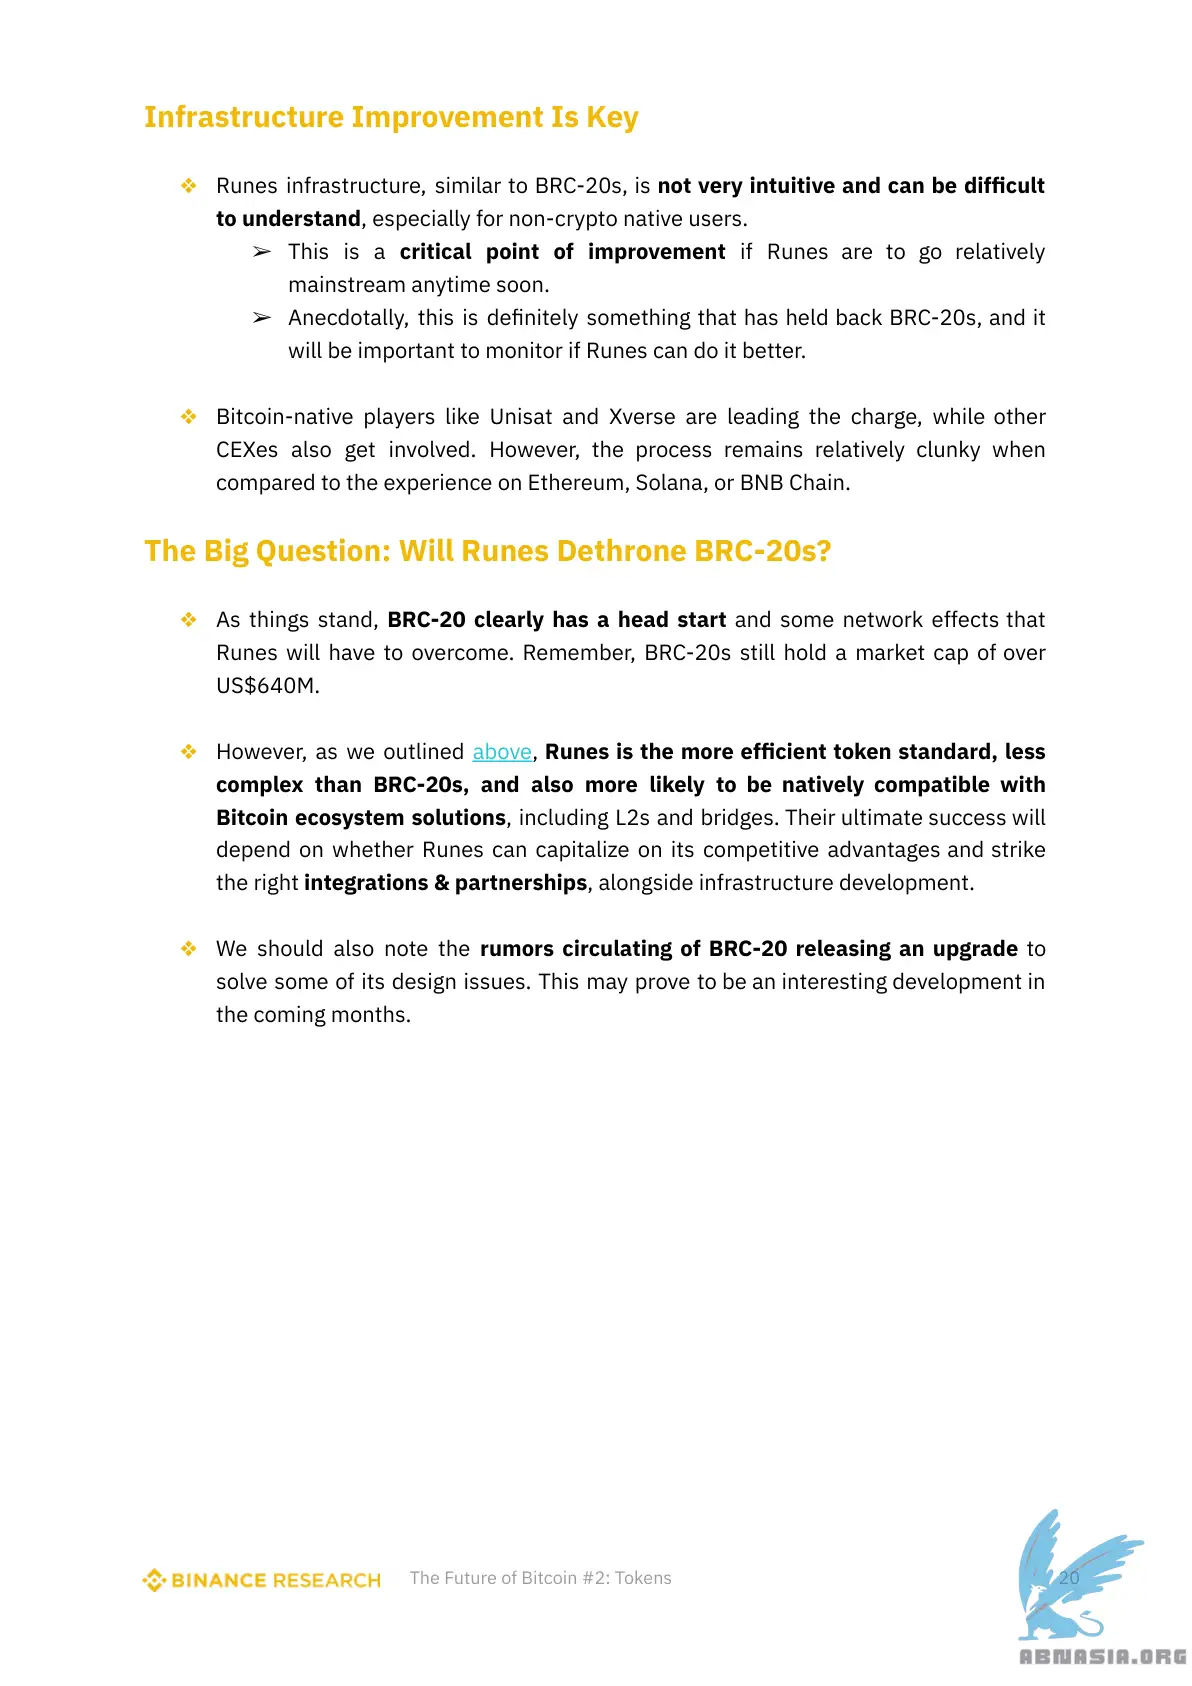 Infrastructure Improvement Is Key
❖ Runes infrastructure, similar to BRC-20s, is not very intuitive and can be difficult
to understand, especially for non-crypto native users.
➢ This is a critical point of improvement if Runes are to go relatively
mainstream anytime soon.
➢ Anecdotally, this is definitely something that has held back BRC-20s, and it
will be important to monitor if Runes can do it better.
❖ Bitcoin-native players like Unisat and Xverse are leading the charge, while other
CEXes also get involved. However, the process remains relatively clunky when
compared to the experience on Ethereum, Solana, or BNB Chain.
The Big Question: Will Runes Dethrone BRC-20s?
❖ As things stand, BRC-20 clearly has a head start and some network effects that
Runes will have to overcome. Remember, BRC-20s still hold a market cap of over
US$640M.
❖ However, as we outlined above, Runes is the more efficient token standard, less
complex than BRC-20s, and also more likely to be natively compatible with
Bitcoin ecosystem solutions, including L2s and bridges. Their ultimate success will
depend on whether Runes can capitalize on its competitive advantages and strike
the right integrations & partnerships, alongside infrastructure development.
❖ We should also note the rumors circulating of BRC-20 releasing an upgrade to
solve some of its design issues. This may prove to be an interesting development in
the coming months.
BINANCE RESEARCH The Future of Bitcoin #2: Tokens 20
ABNASIA.ORG